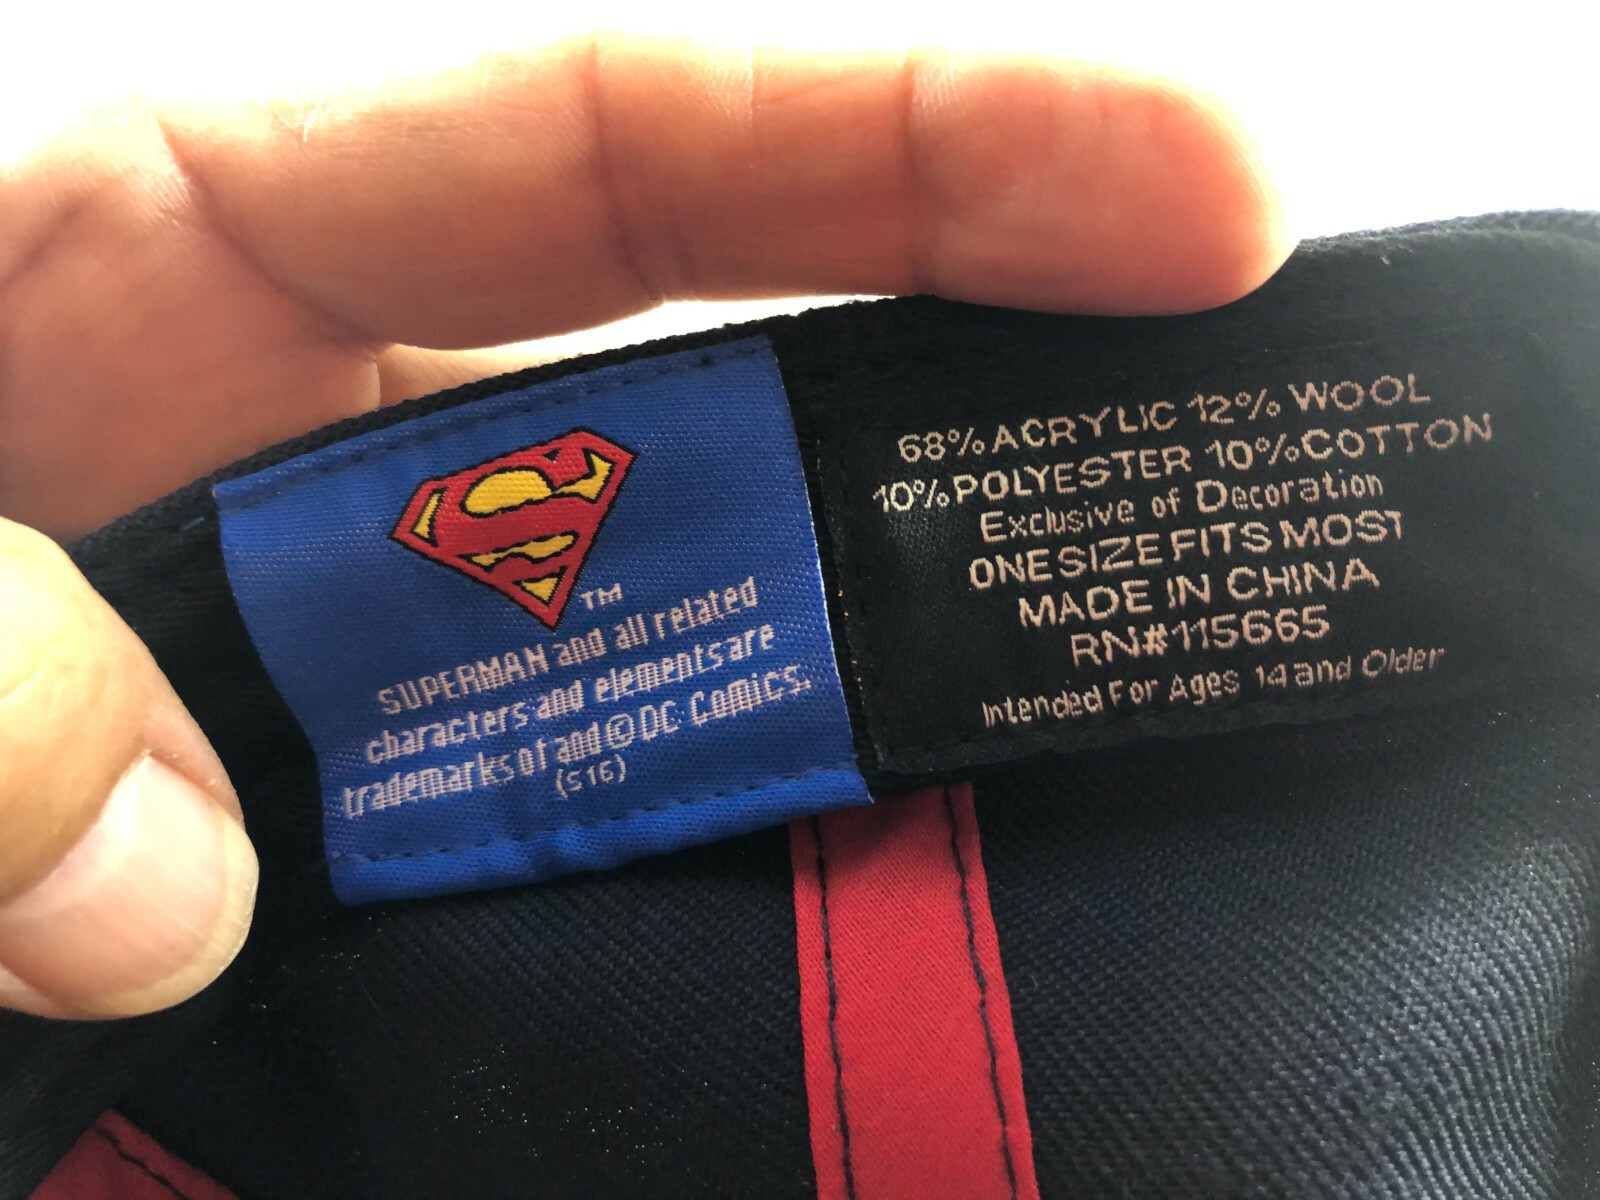 TM
SUPERMAN and all related
characters and elements are
trademarks of and © DC Comics.
(S16)
68% ACRYLIC 12% WOOL
10% POLYESTER 10% COTTON
Exclusive of Decoration
ONE SIZE FITS MOST
MADE IN CHINA
RN#115665
Intended For Ages 14 and Older